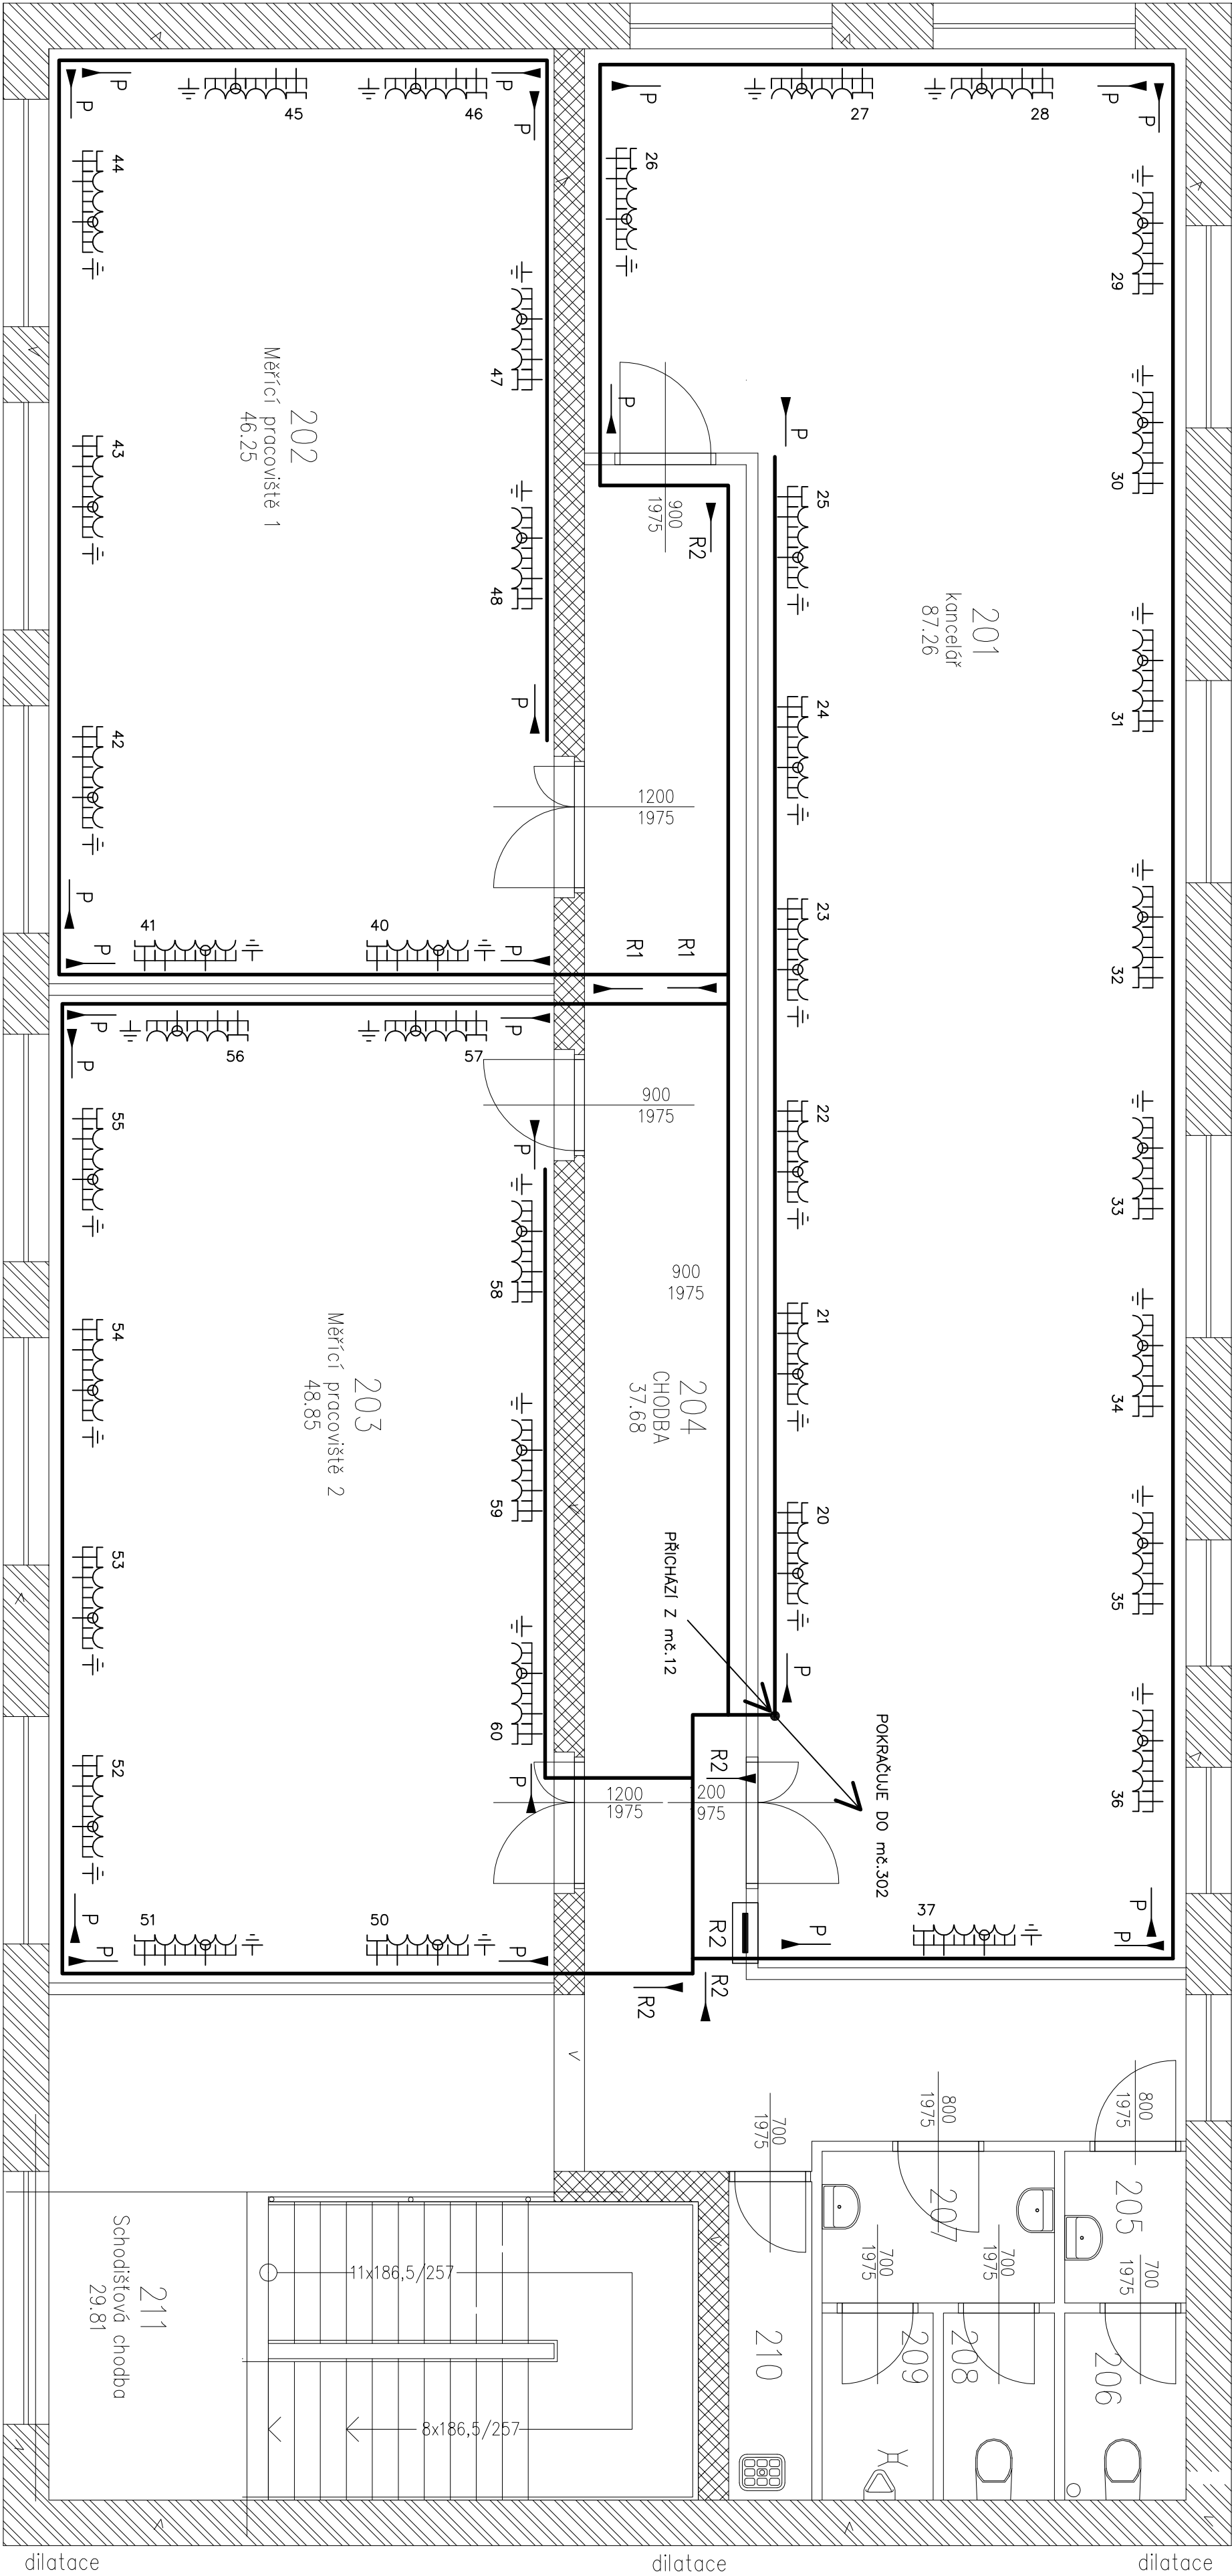 P
P
45
46
P
P
P
27
28
P
P
44
26
29
47
202
Měřící pracoviště 1
46.25
43
P
P
30
900
1975
R2
25
48
201
kancelář
87.26
31
P
24
42
1200
1975
P
23
32
41
40
P
P
R1
R1
P
56
57
P
P
55
900
1975
P
22
33
58
54
203
Měřící pracoviště 2
48.85
204
CHODBA
37.68
900
1975
21
34
59
53
20
35
PŘICHÁZÍ Z mč.12
60
P
52
R2
POKRAČUJE DO mč.302
36
P
1200
1975
200
975
P
51
50
P
P
R2
P
37
P
R2
R2
700
1975
800
1975
800
1975
207
205
700
1975
700
1975
700
1975
211
Schodišťová chodba
29.81
11x186,5/257
8x186,5/257
210
209
208
206
dilatace
dilatace
dilatace